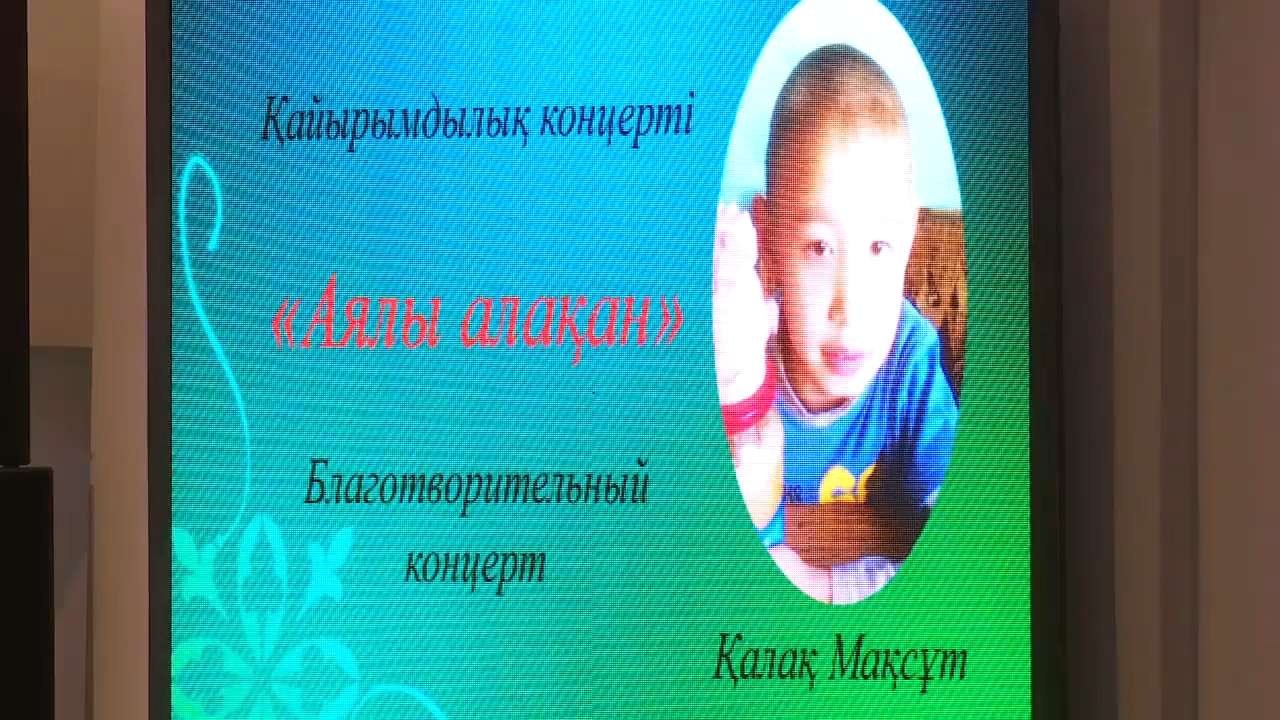 Қайырымдылық концерті
«Аялы алақан»
Благотворительный
концерт
Қалақ Мақсұт